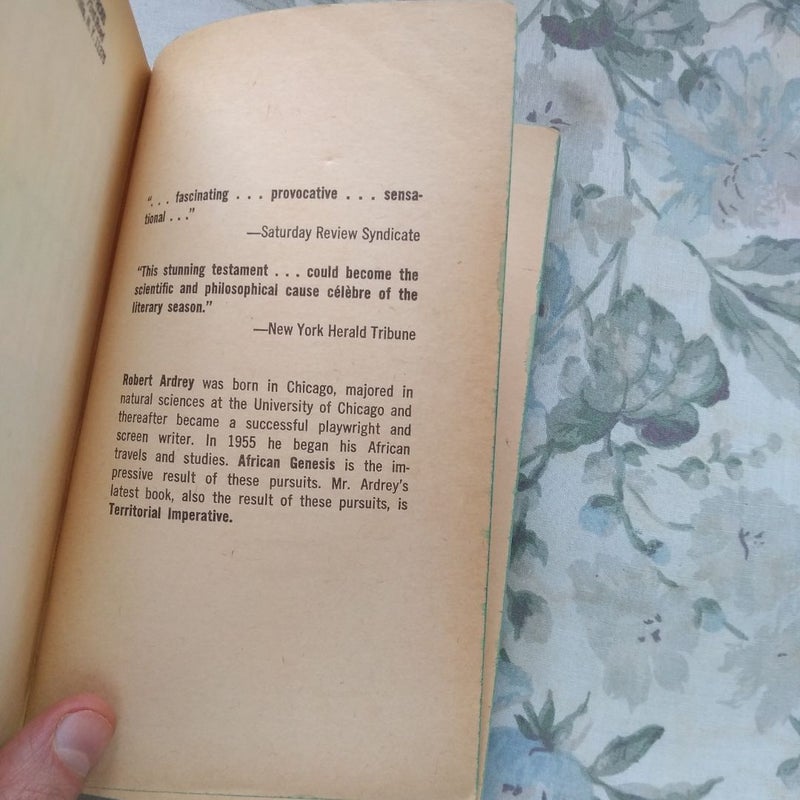 “. . . fascinating . . . provocative . . . sensa-
tional . . .”
—Saturday Review Syndicate
“This stunning testament . . . could become the
scientific and philosophical cause célèbre of the
literary season.”
—New York Herald Tribune
Robert Ardrey was born in Chicago, majored in
natural sciences at the University of Chicago and
thereafter became a successful playwright and
screen writer. In 1955 he began his African
travels and studies. African Genesis is the im-
pressive result of these pursuits. Mr. Ardrey’s
latest book, also the result of these pursuits, is
Territorial Imperative.